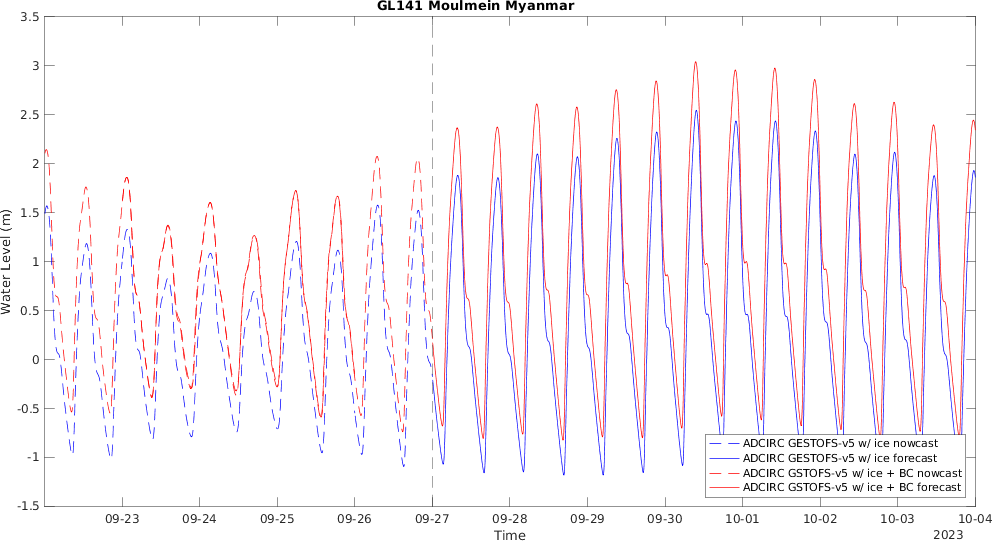 GL141 Moulmein Myanmar
3.5
3
2.5
2
1.5
1
0.5
0
-0.5
-1
-1.5
Water Level (m)
ADCIRC GESTOFS-v5 w/ ice nowcast
ADCIRC GESTOFS-v5 w/ ice forecast
ADCIRC GSTOFS-v5 w/ ice + BC nowcast
ADCIRC GSTOFS-v5 w/ ice + BC forecast
09-23 09-24 09-25 09-26 09-27 09-28 09-29 09-30 10-01 10-02 10-03 10-04
Time
2023